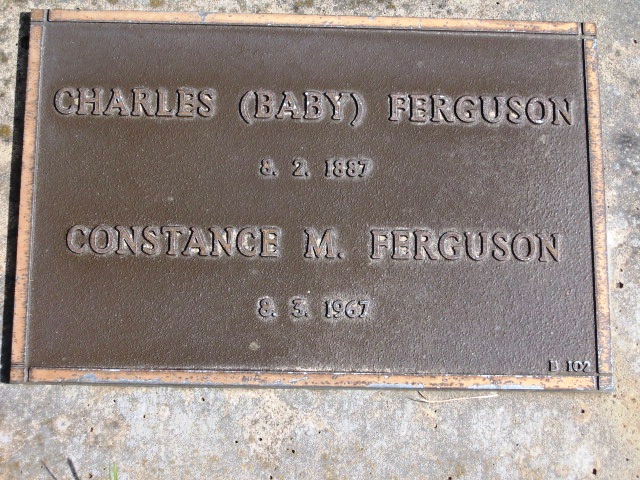 CHARLES (BABY) FERGUSON
8. 2. 1887
CONSTANCE M. FERGUSON
8. 3. 1967
D 102